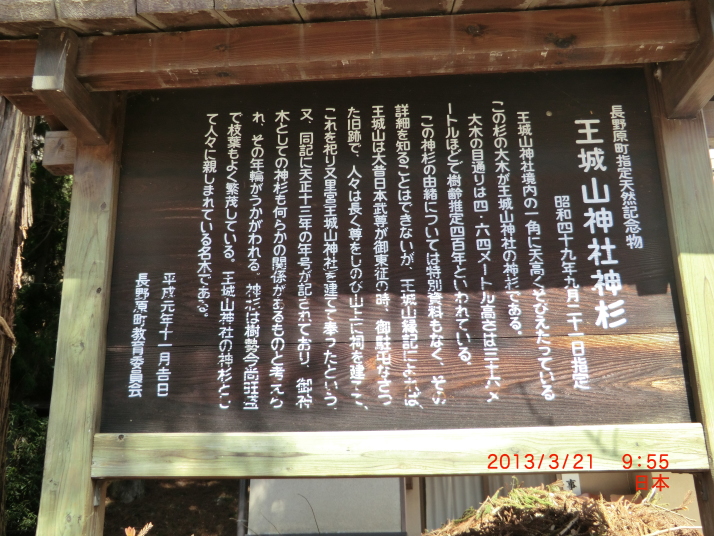 長野原町指定天然記念物
王城山神社神杉
昭和四十九年九月二十一日指定
王城山神社境内の一角に天高くそびえたっている
この杉の大木が王城山神社の神杉である。
大木の目通りは四・六四メートル高さは三十六メ
ートルほどで樹齢推定四百年といわれている。
この神杉の由緒については特別資料もなく、その
詳細を知ることはできないが、王城山縁記によれば、
王城山は大昔日本武尊が御東征の時、御駐屯なさっ
た旧跡で、人々は長く尊をしのび山上に祠を建てて、
これを祀り又里宮王城山神社を建てて奉ったという。
又、同記に天正十三年の年号が記されており、御神
木としての神杉も何らかの関係があるものと考えら
れ、その年輪がうかがわれる。神杉は樹勢今尚旺盛
で枝葉もよく繁茂している。王城山神社の神杉とし
て人々に親しまれている名木である。
平成元年十一月吉日
長野原町教育委員会
2013/3/21 9:55
日本